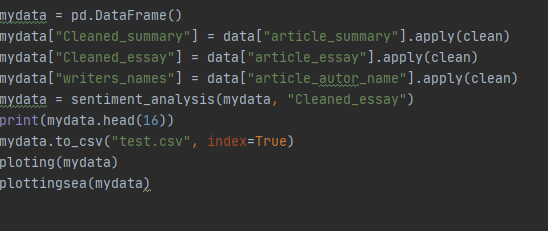 mydata = pd.DataFrame()
mydata["Cleaned_summary"] = data["article_summary"].apply(clean)
mydata["Cleaned_essay"] = data["article_essay"].apply(clean)
mydata["writers_names"] = data["article_autor_name"].apply(clean)
mydata = sentiment_analysis(mydata, "Cleaned_essay")
print(mydata.head(16))
mydata.to_csv("test.csv", index=True)
ploting(mydata)
plottingsea(mydata)